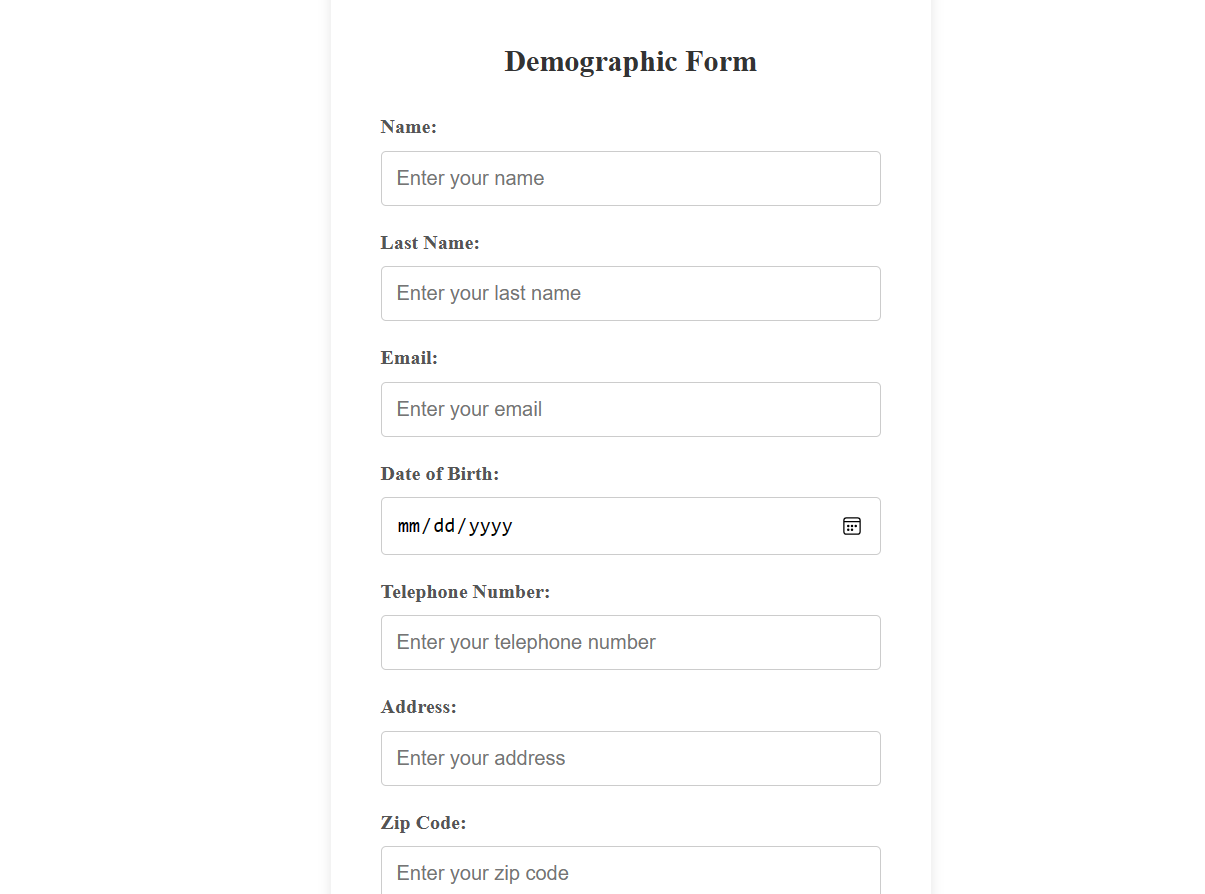 Demographic Form
Name:
Enter your name
Last Name:
Enter your last name
Email:
Enter your email
Date of Birth:
mm/dd/yyyy
Telephone Number:
Enter your telephone number
Address:
Enter your address
Zip Code:
Enter your zip code